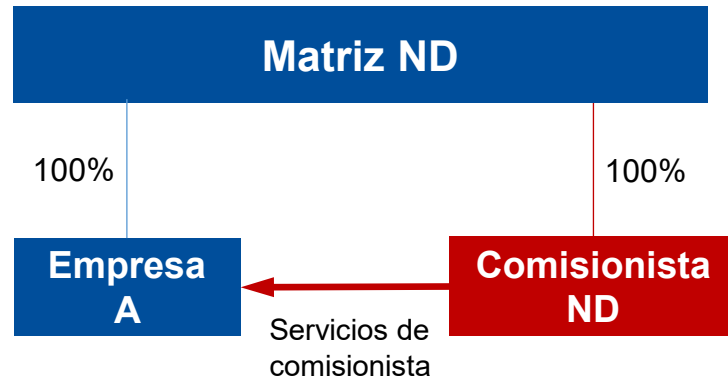 Matriz ND
100%
100%
Empresa
A
Comisionista
ND
Servicios de
comisionista